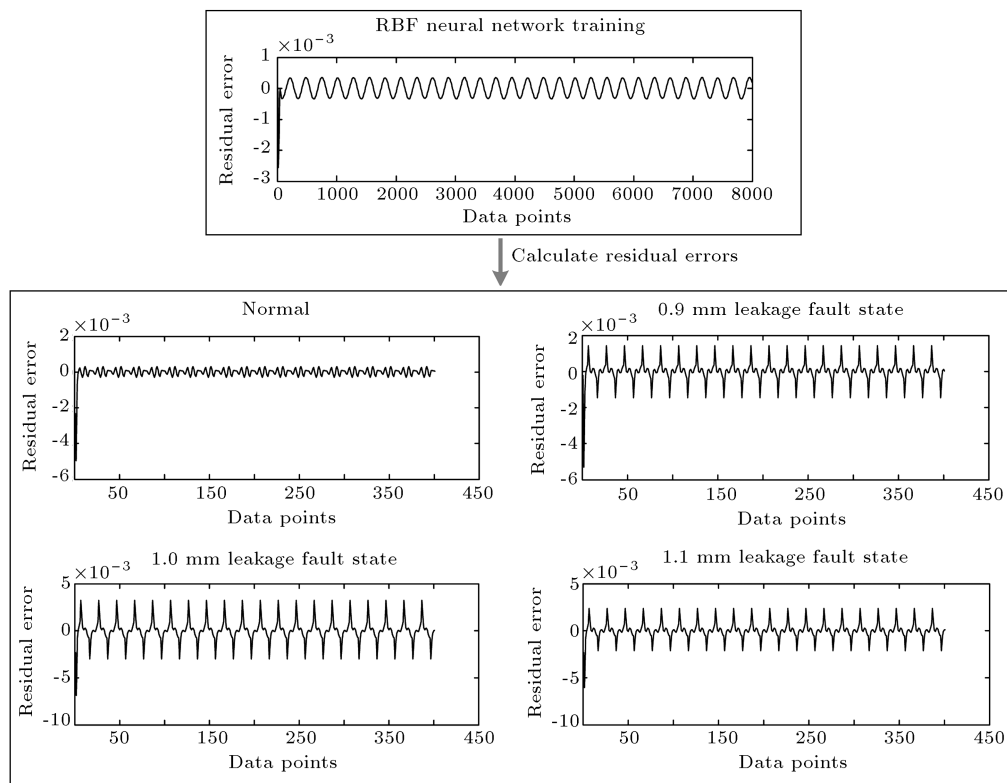 RBF neural network training
×10⁻³
Residual error
1
0
-1
-2
-3
0 1000 2000 3000 4000 5000 6000 7000 8000
Data points
Calculate residual errors
Normal
×10⁻³
Residual error
2
0
-2
-4
-6
50 150 250 350 450
Data points
0.9 mm leakage fault state
×10⁻³
Residual error
2
0
-2
-4
-6
50 150 250 350 450
Data points
1.0 mm leakage fault state
×10⁻³
Residual error
5
0
-5
-10
50 150 250 350 450
Data points
1.1 mm leakage fault state
×10⁻³
Residual error
5
0
-5
-10
50 150 250 350 450
Data points